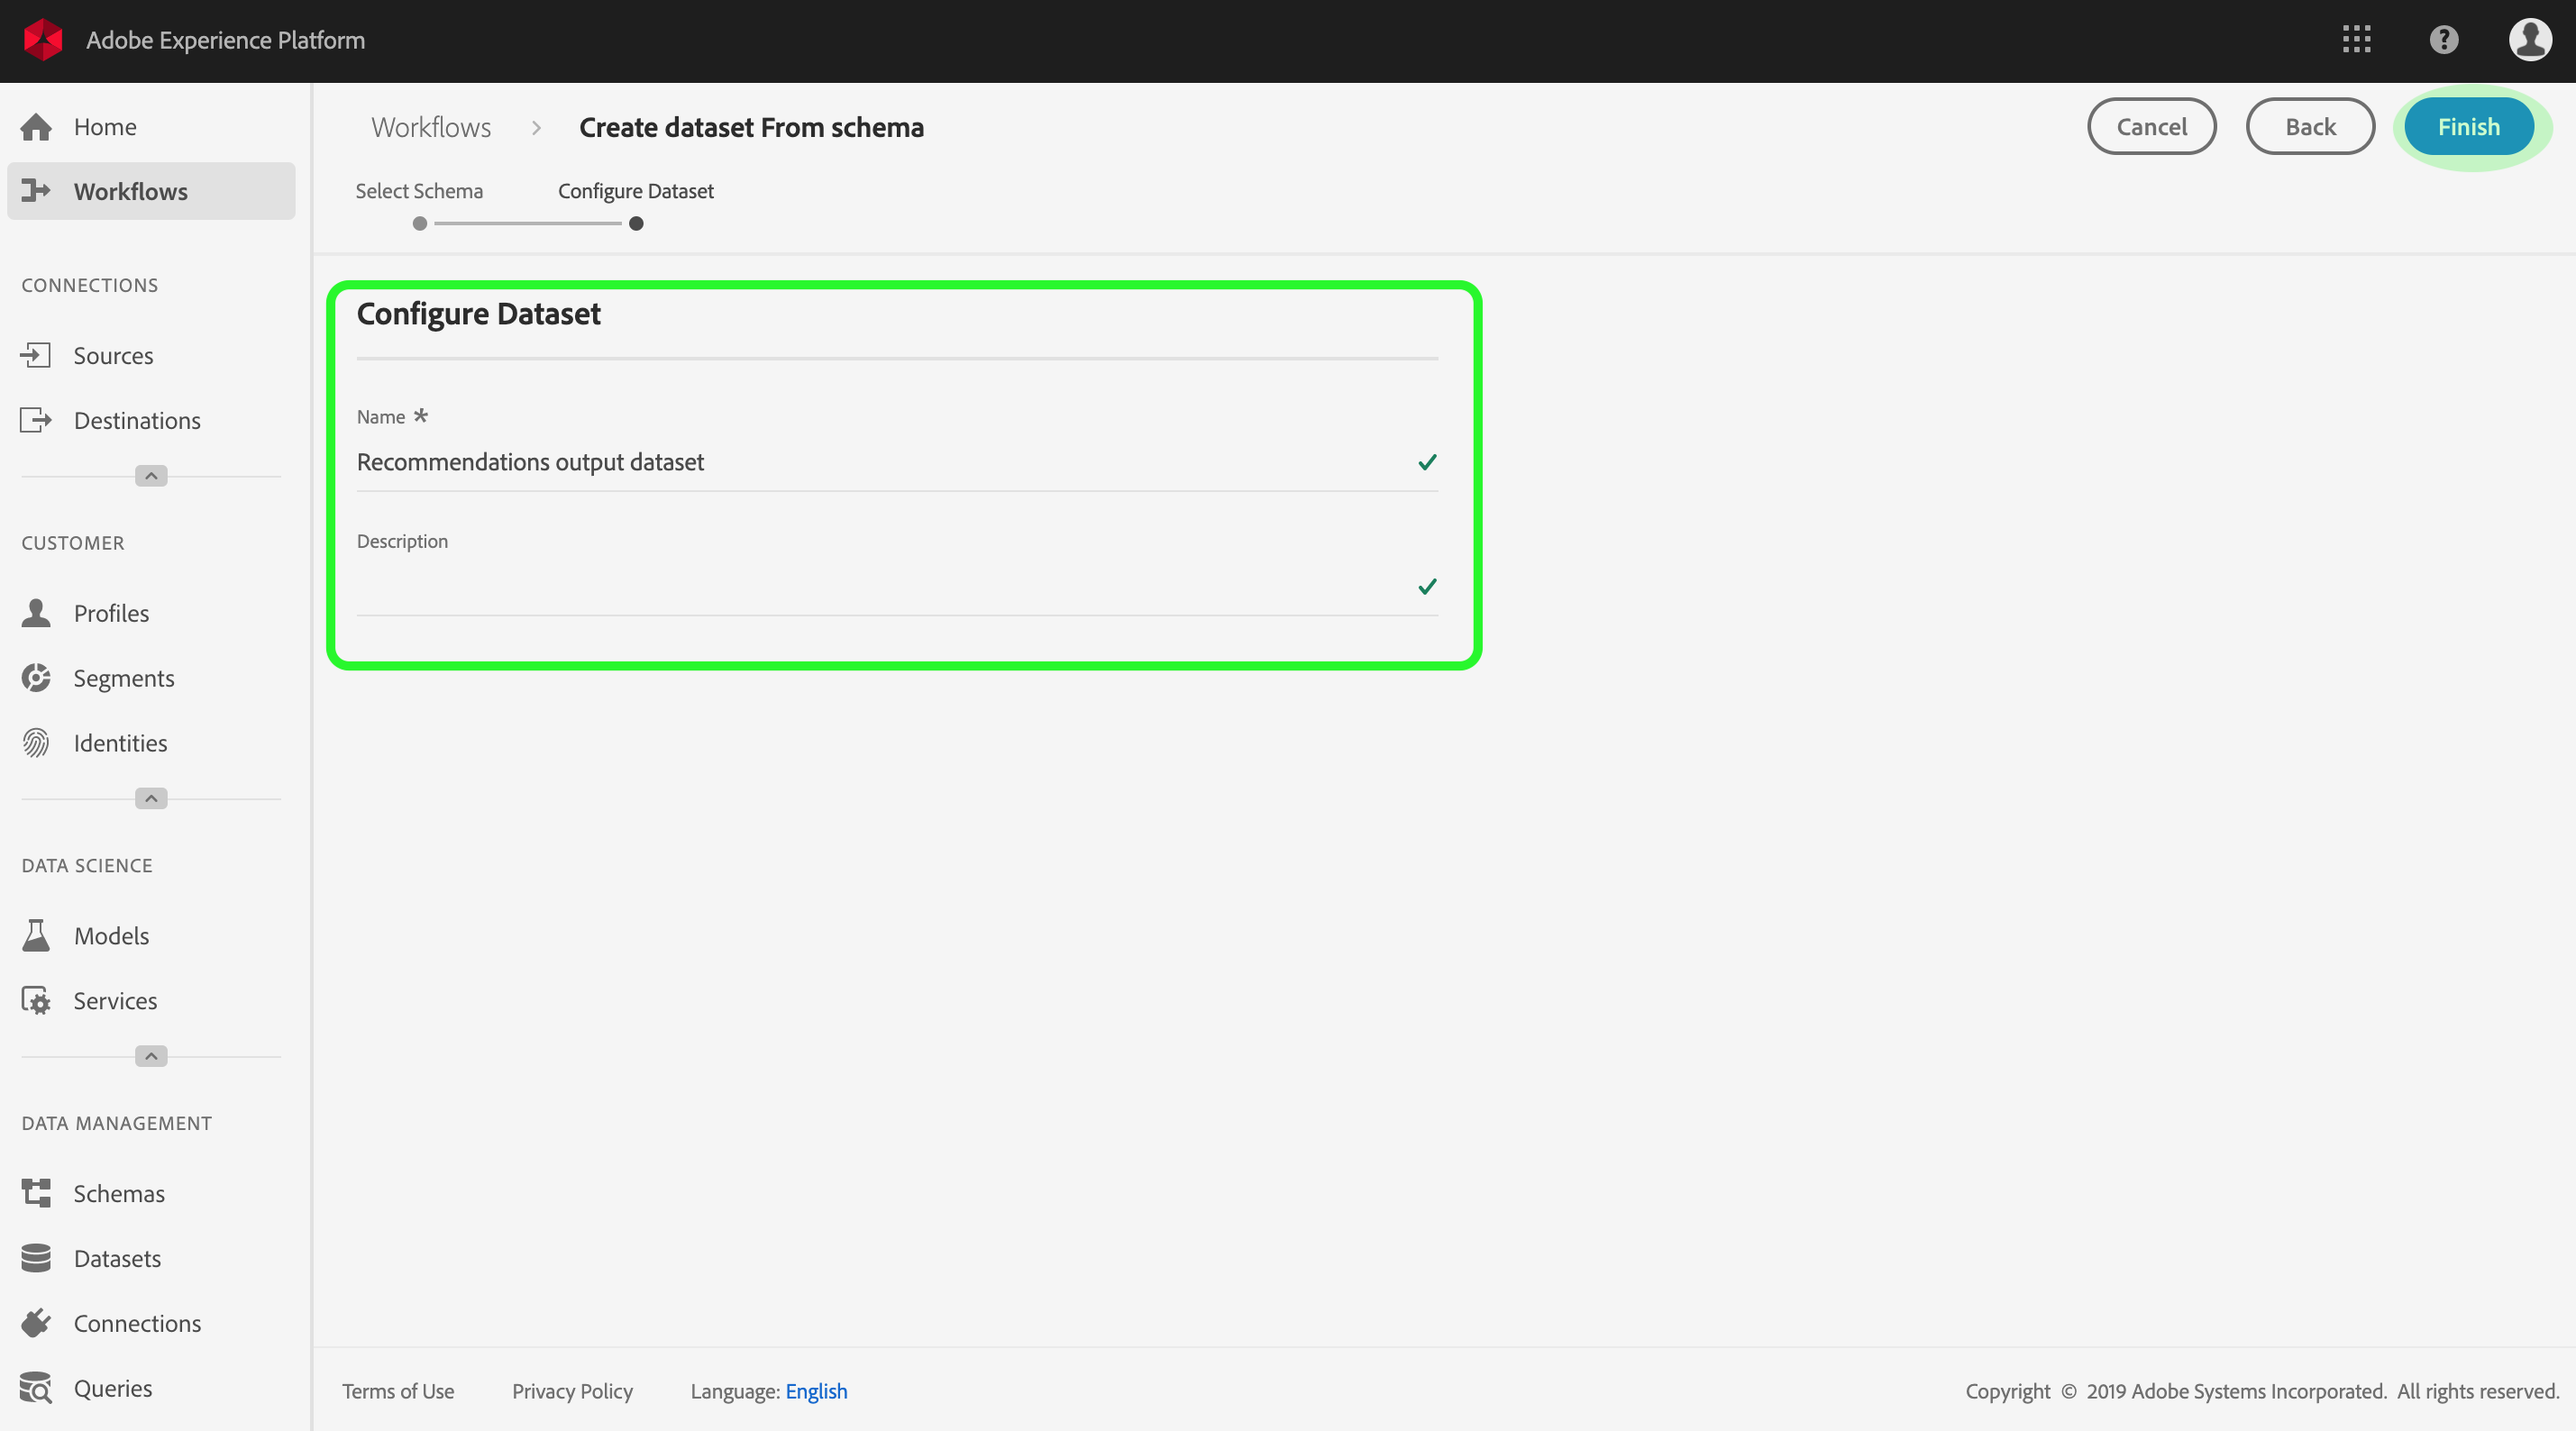 Adobe Experience Platform
?
Home
Workflows
CONNECTIONS
Sources
Destinations
CUSTOMER
Profiles
Segments
Identities
DATA SCIENCE
Models
Services
DATA MANAGEMENT
Schemas
Datasets
Connections
Queries
Workflows > Create dataset From schema
Cancel Back Finish
Select Schema Configure Dataset
Configure Dataset
Name *
Recommendations output dataset
Description
Terms of Use Privacy Policy Language: English
Copyright © 2019 Adobe Systems Incorporated. All rights reserved.